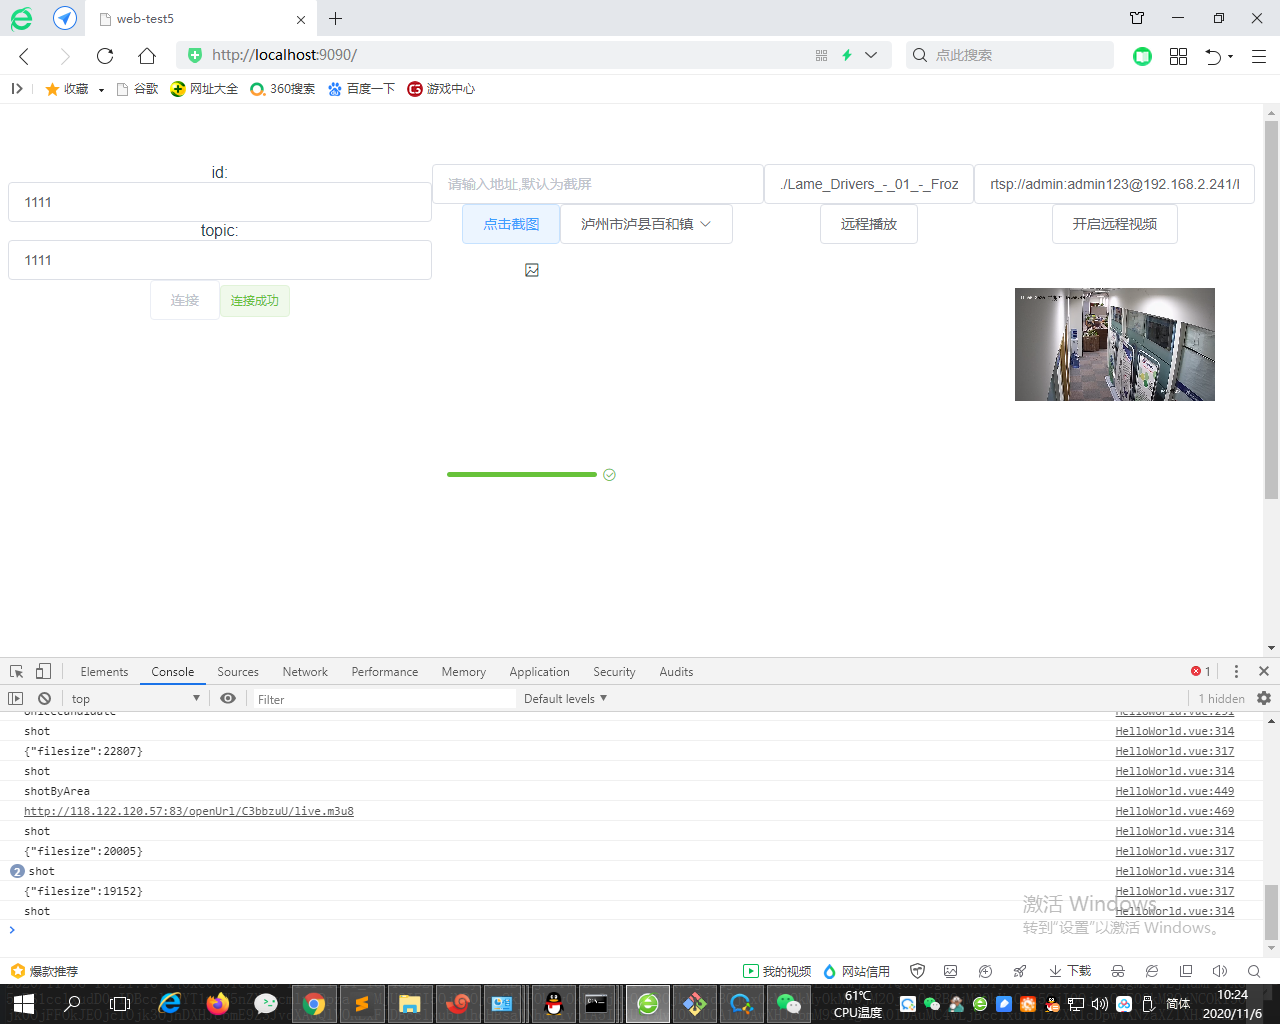 web-test5
http://localhost:9090/
点此搜索
收藏 谷歌 网址大全 360搜索 百度一下 游戏中心
id:
1111
topic:
1111
连接 连接成功
请输入地址,默认为截屏 ./Lame_Drivers_-_01_-_Froz rtsp://admin:admin123@192.168.2.241/
点击截图 泸州市泸县百和镇 远程播放 开启远程视频
Elements Console Sources Network Performance Memory Application Security Audits 1
top Filter Default levels 1 hidden
onicecandidate HelloWorld.vue:251
shot HelloWorld.vue:314
{"filesize":22807} HelloWorld.vue:317
shot HelloWorld.vue:314
shotByArea HelloWorld.vue:449
http://118.122.120.57:83/openUrl/C3bbzuU/live.m3u8 HelloWorld.vue:469
shot HelloWorld.vue:314
{"filesize":20005} HelloWorld.vue:317
2 shot HelloWorld.vue:314
{"filesize":19152} HelloWorld.vue:317
shot HelloWorld.vue:314
激活 Windows
转到"设置"以激活 Windows。
爆款推荐 我的视频 网站信用 下载
61℃
CPU温度
简体
10:24
2020/11/6